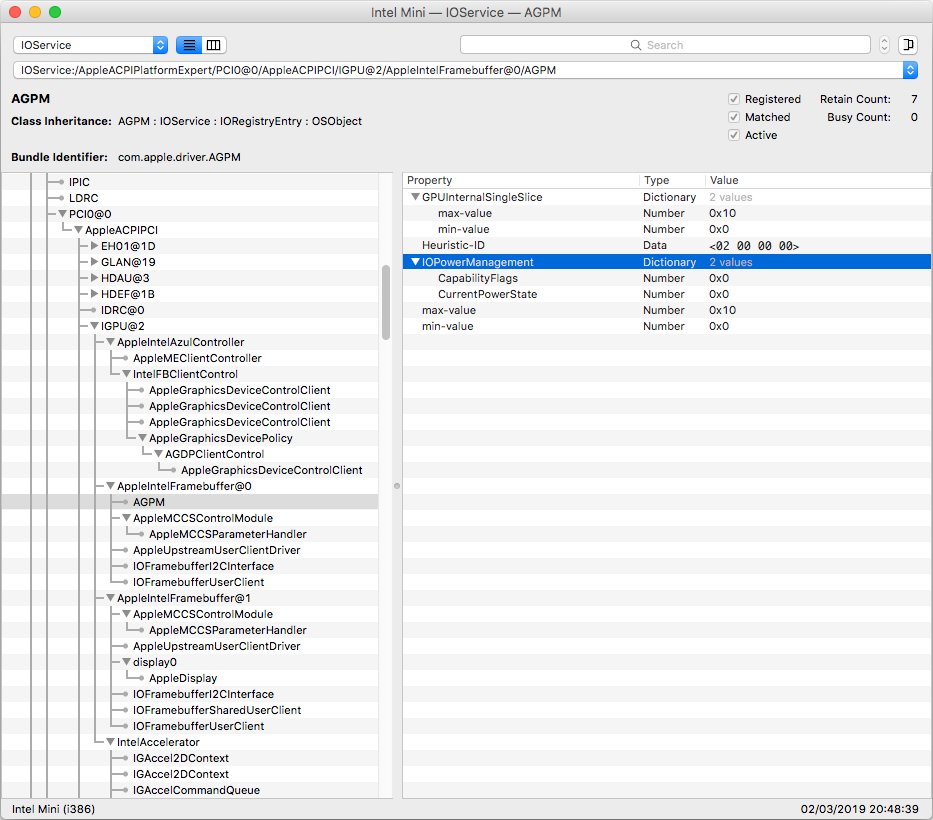 Intel Mini — IOService — AGPM
IOService
Search
IOService:/AppleACPIPlatformExpert/PCI0@0/AppleACPIPCI/IGPU@2/AppleIntelFramebuffer@0/AGPM
AGPM
Registered Retain Count: 7
Class Inheritance: AGPM : IOService : IORegistryEntry : OSObject
Matched Busy Count: 0
Active
Bundle Identifier: com.apple.driver.AGPM
IPIC
LDRC
PCI0@0
AppleACPIPCI
EH01@1D
GLAN@19
HDAU@3
HDEF@1B
IDRC@0
IGPU@2
AppleIntelAzulController
AppleMEClientController
IntelFBClientControl
AppleGraphicsDeviceControlClient
AppleGraphicsDeviceControlClient
AppleGraphicsDeviceControlClient
AppleGraphicsDevicePolicy
AGDPClientControl
AppleGraphicsDeviceControlClient
AppleIntelFramebuffer@0
AGPM
AppleMCCSControlModule
AppleMCCSParameterHandler
AppleUpstreamUserClientDriver
IOFramebufferI2CInterface
IOFramebufferUserClient
AppleIntelFramebuffer@1
AppleMCCSControlModule
AppleMCCSParameterHandler
AppleUpstreamUserClientDriver
display0
AppleDisplay
IOFramebufferI2CInterface
IOFramebufferSharedUserClient
IOFramebufferUserClient
IntelAccelerator
IGAccel2DContext
IGAccel2DContext
IGAccelCommandQueue
Property Type Value
GPUInternalSingleSlice Dictionary 2 values
max-value Number 0x10
min-value Number 0x0
Heuristic-ID Data <02 00 00 00>
IOPowerManagement Dictionary 2 values
CapabilityFlags Number 0x0
CurrentPowerState Number 0x0
max-value Number 0x10
min-value Number 0x0
Intel Mini (i386)
02/03/2019 20:48:39